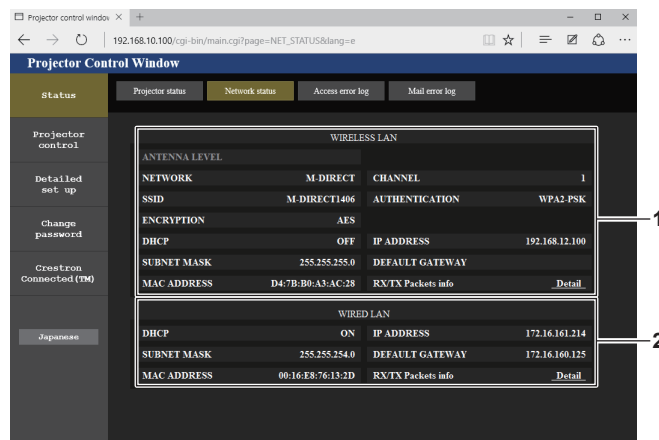 Projector control window
192.168.10.100/cgi-bin/main.cgi?page=NET_STATUS&lang=e
Projector Control Window
Status
Projector status Network status Access error log Mail error log
Projector
control
Detailed
set up
Change
password
Crestron
Connected(TM)
Japanese
WIRELESS LAN
ANTENNA LEVEL
NETWORK M-DIRECT CHANNEL 1
SSID M-DIRECT1406 AUTHENTICATION WPA2-PSK
ENCRYPTION AES
DHCP OFF IP ADDRESS 192.168.12.100
SUBNET MASK 255.255.255.0 DEFAULT GATEWAY
MAC ADDRESS D4:7B:B0:A3:AC:28 RX/TX Packets info Detail
1
WIRED LAN
DHCP ON IP ADDRESS 172.16.161.214
SUBNET MASK 255.255.254.0 DEFAULT GATEWAY 172.16.160.125
MAC ADDRESS 00:16:E8:76:13:2D RX/TX Packets info Detail
2